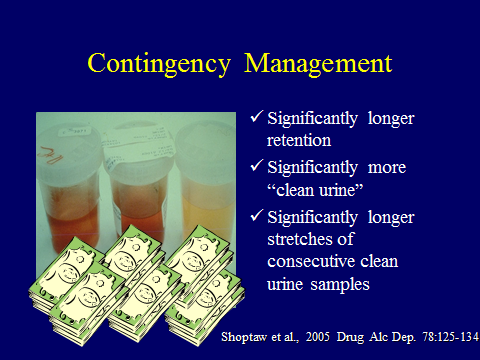 Contingency Management
✓ Significantly longer
retention
✓ Significantly more
“clean urine”
✓ Significantly longer
stretches of
consecutive clean
urine samples
Shoptaw et al., 2005 Drug Alc Dep. 78:125-134